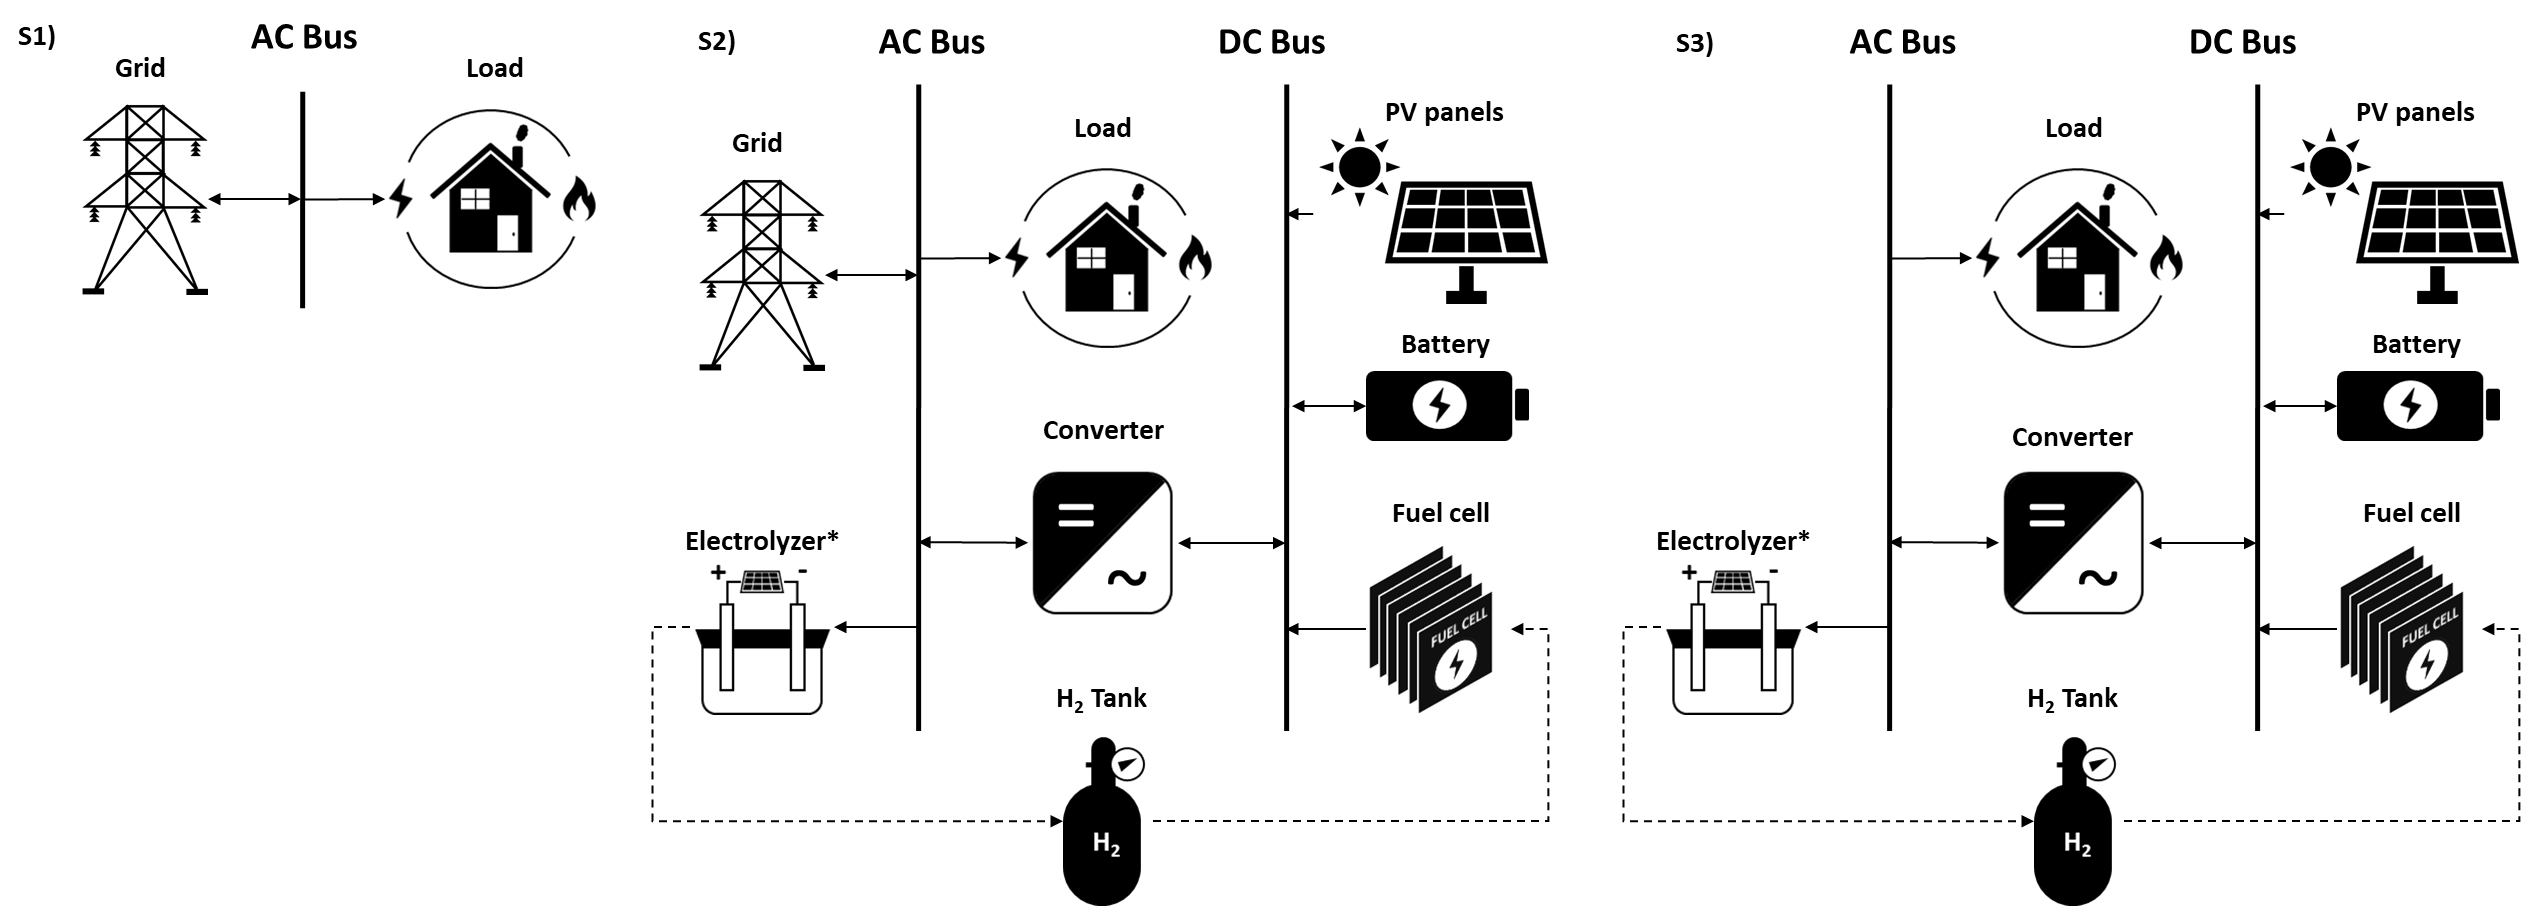 S1)
AC Bus
Grid
Load
S2)
AC Bus
DC Bus
PV panels
Load
Grid
Battery
Converter
Fuel cell
Electrolyzer*
+ -
FUEL CELL
H₂ Tank
H₂
S3)
AC Bus
DC Bus
PV panels
Load
Battery
Converter
Fuel cell
Electrolyzer*
+ -
FUEL CELL
H₂ Tank
H₂